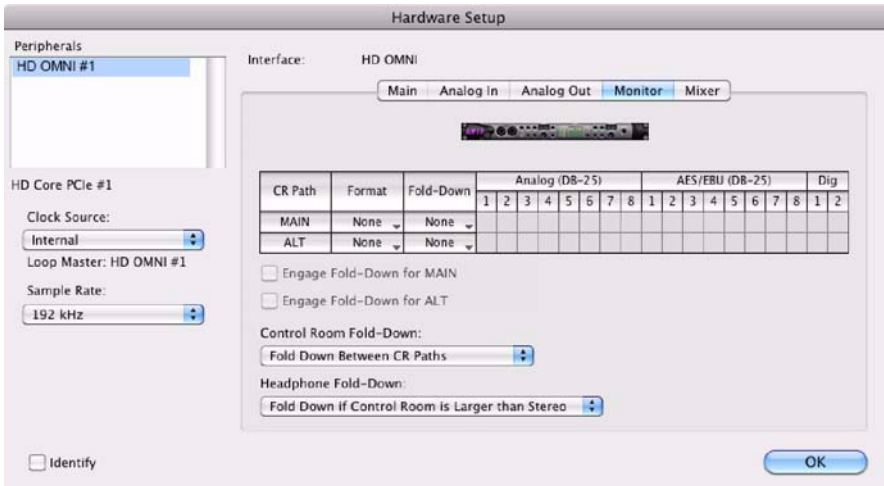 Hardware Setup
Peripherals
HD OMNI #1
HD Core PCIe #1
Clock Source:
Internal
Loop Master: HD OMNI #1
Sample Rate:
192 kHz
Identify
Interface: HD OMNI
Main Analog In Analog Out Monitor Mixer
CR Path Format Fold-Down Analog (DB-25) AES/EBU (DB-25) Dig
1 2 3 4 5 6 7 8 1 2 3 4 5 6 7 8 1 2
MAIN None None
ALT None None
Engage Fold-Down for MAIN
Engage Fold-Down for ALT
Control Room Fold-Down:
Fold Down Between CR Paths
Headphone Fold-Down:
Fold Down if Control Room is Larger than Stereo
OK